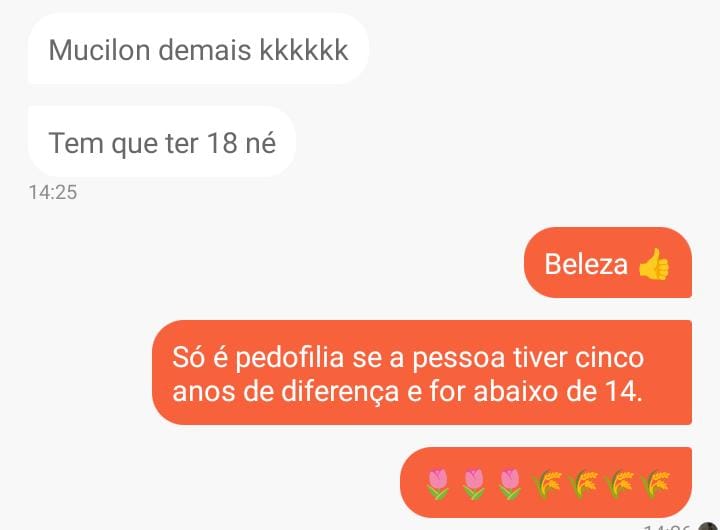 Mucilon demais kkkkkk
Tem que ter 18 né
14:25
Beleza 👍
Só é pedofilia se a pessoa tiver cinco
anos de diferença e for abaixo de 14.
🌷🌷🌷🌾🌾🌾🌾